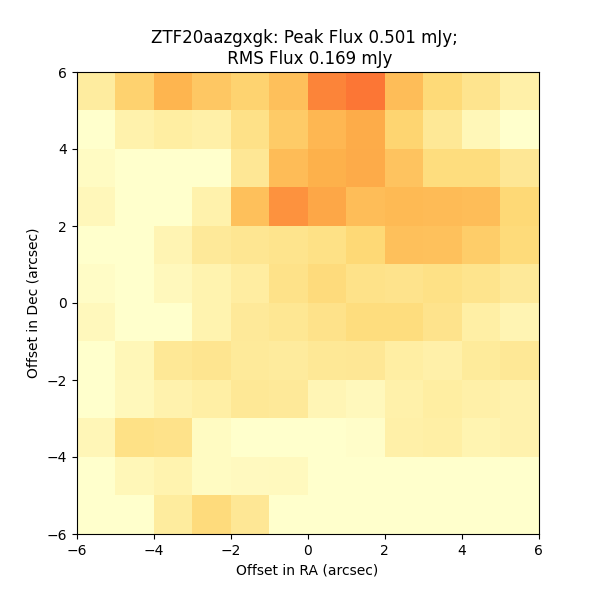 ZTF20aazgxgk: Peak Flux 0.501 mJy;
RMS Flux 0.169 mJy
6
4
2
0
−2
−4
−6
Offset in Dec (arcsec)
−6 −4 −2 0 2 4 6
Offset in RA (arcsec)